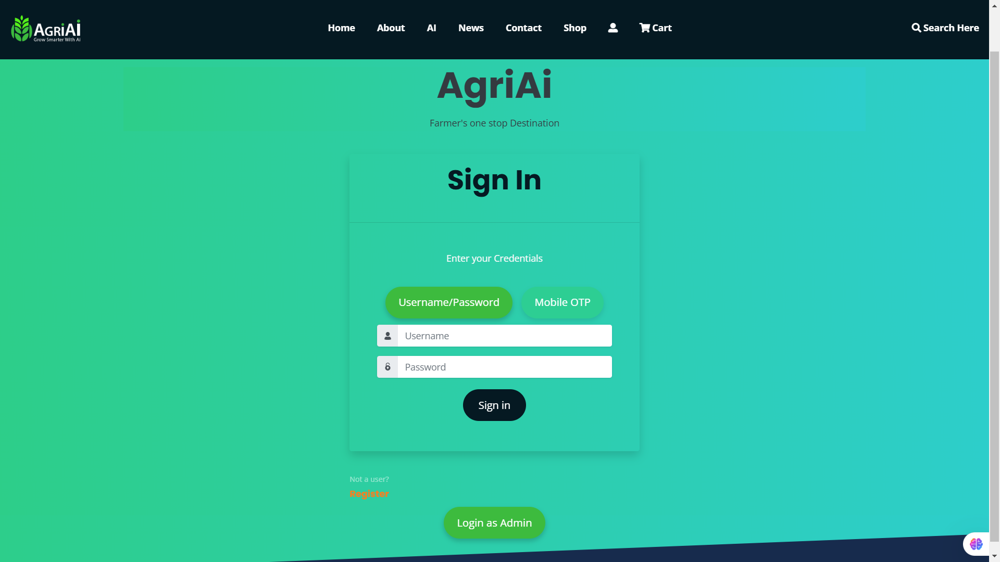 AGRIAI
Grow Smarter With Ai
Home
About
AI
News
Contact
Shop
Cart
Search Here
AgriAi
Farmer's one stop Destination
Sign In
Enter your Credentials
Username/Password
Mobile OTP
Username
Password
Sign in
Not a user?
Register
Login as Admin